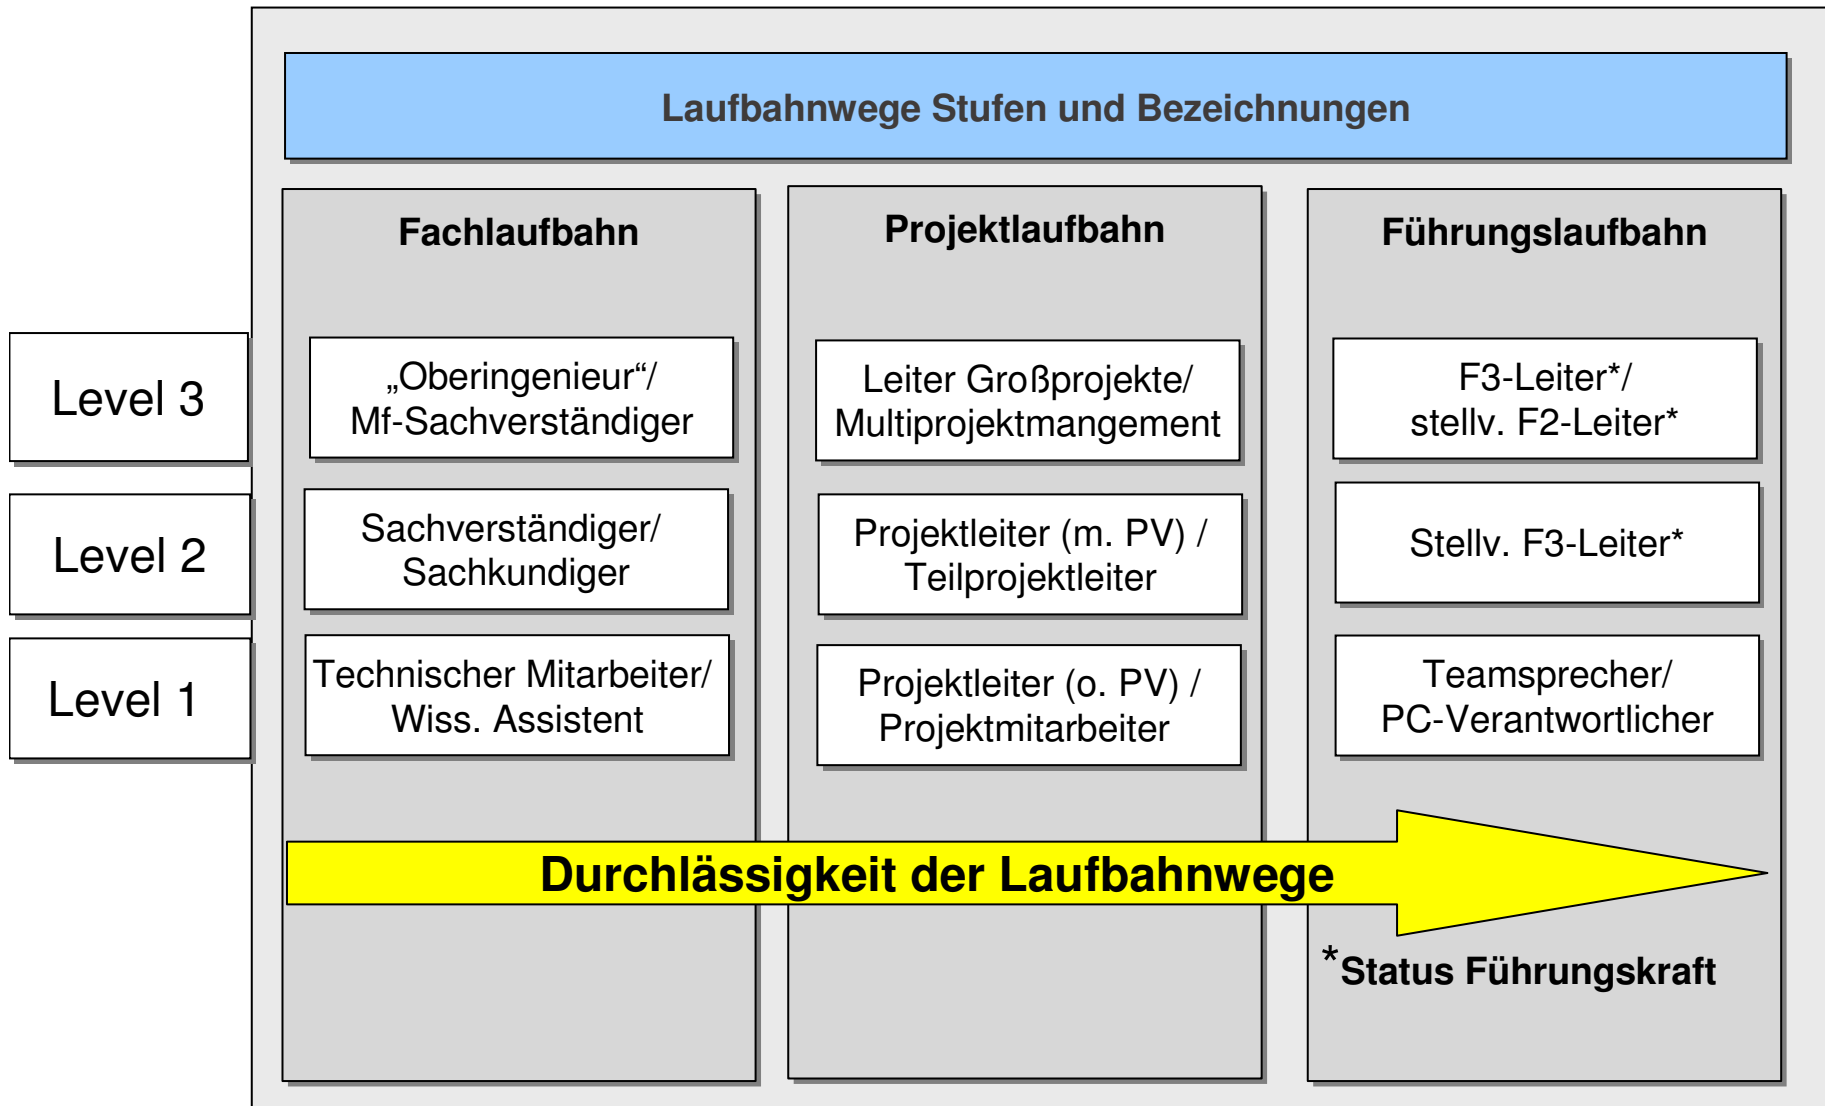 Laufbahnwege Stufen und Bezeichnungen
Fachlaufbahn
Projektlaufbahn
Führungslaufbahn
Level 3
„Oberingenieur“/
Mf-Sachverständiger
Leiter Großprojekte/
Multiprojektmangement
F3-Leiter*/
stellv. F2-Leiter*
Level 2
Sachverständiger/
Sachkundiger
Projektleiter (m. PV) /
Teilprojektleiter
Stellv. F3-Leiter*
Level 1
Technischer Mitarbeiter/
Wiss. Assistent
Projektleiter (o. PV) /
Projektmitarbeiter
Teamsprecher/
PC-Verantwortlicher
Durchlässigkeit der Laufbahnwege
*Status Führungskraft